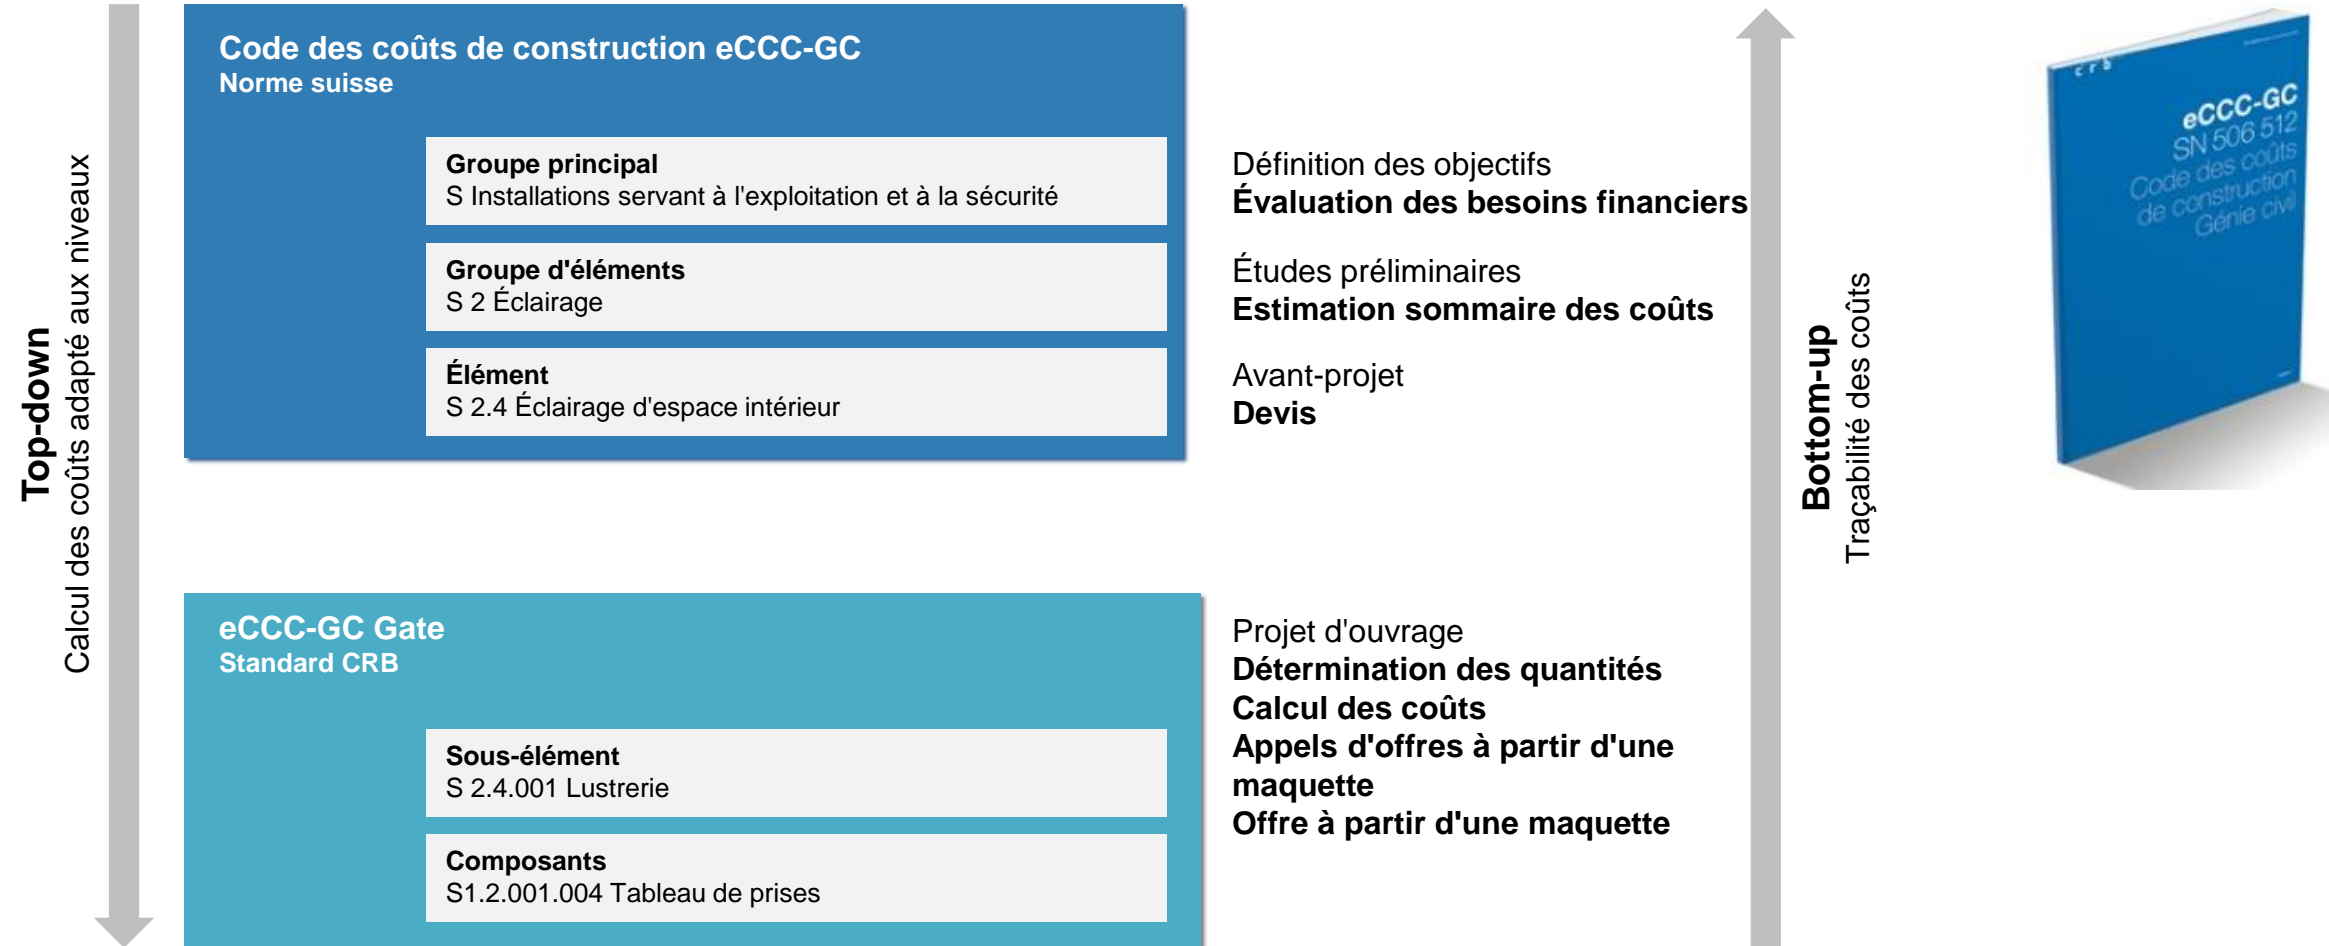 Top-down
Calcul des coûts adapté aux niveaux
Code des coûts de construction eCCC-GC
Norme suisse
Groupe principal
S Installations servant à l'exploitation et à la sécurité
Définition des objectifs
Évaluation des besoins financiers
Groupe d'éléments
S 2 Éclairage
Études préliminaires
Estimation sommaire des coûts
Élément
S 2.4 Éclairage d'espace intérieur
Avant-projet
Devis
eCCC-GC Gate
Standard CRB
Sous-élément
S 2.4.001 Lustrerie
Composants
S1.2.001.004 Tableau de prises
Projet d'ouvrage
Détermination des quantités
Calcul des coûts
Appels d'offres à partir d'une
maquette
Offre à partir d'une maquette
Bottom-up
Traçabilité des coûts
crb
eCCC-GC
SN 506 512
Code des coûts
de construction
Génie civil